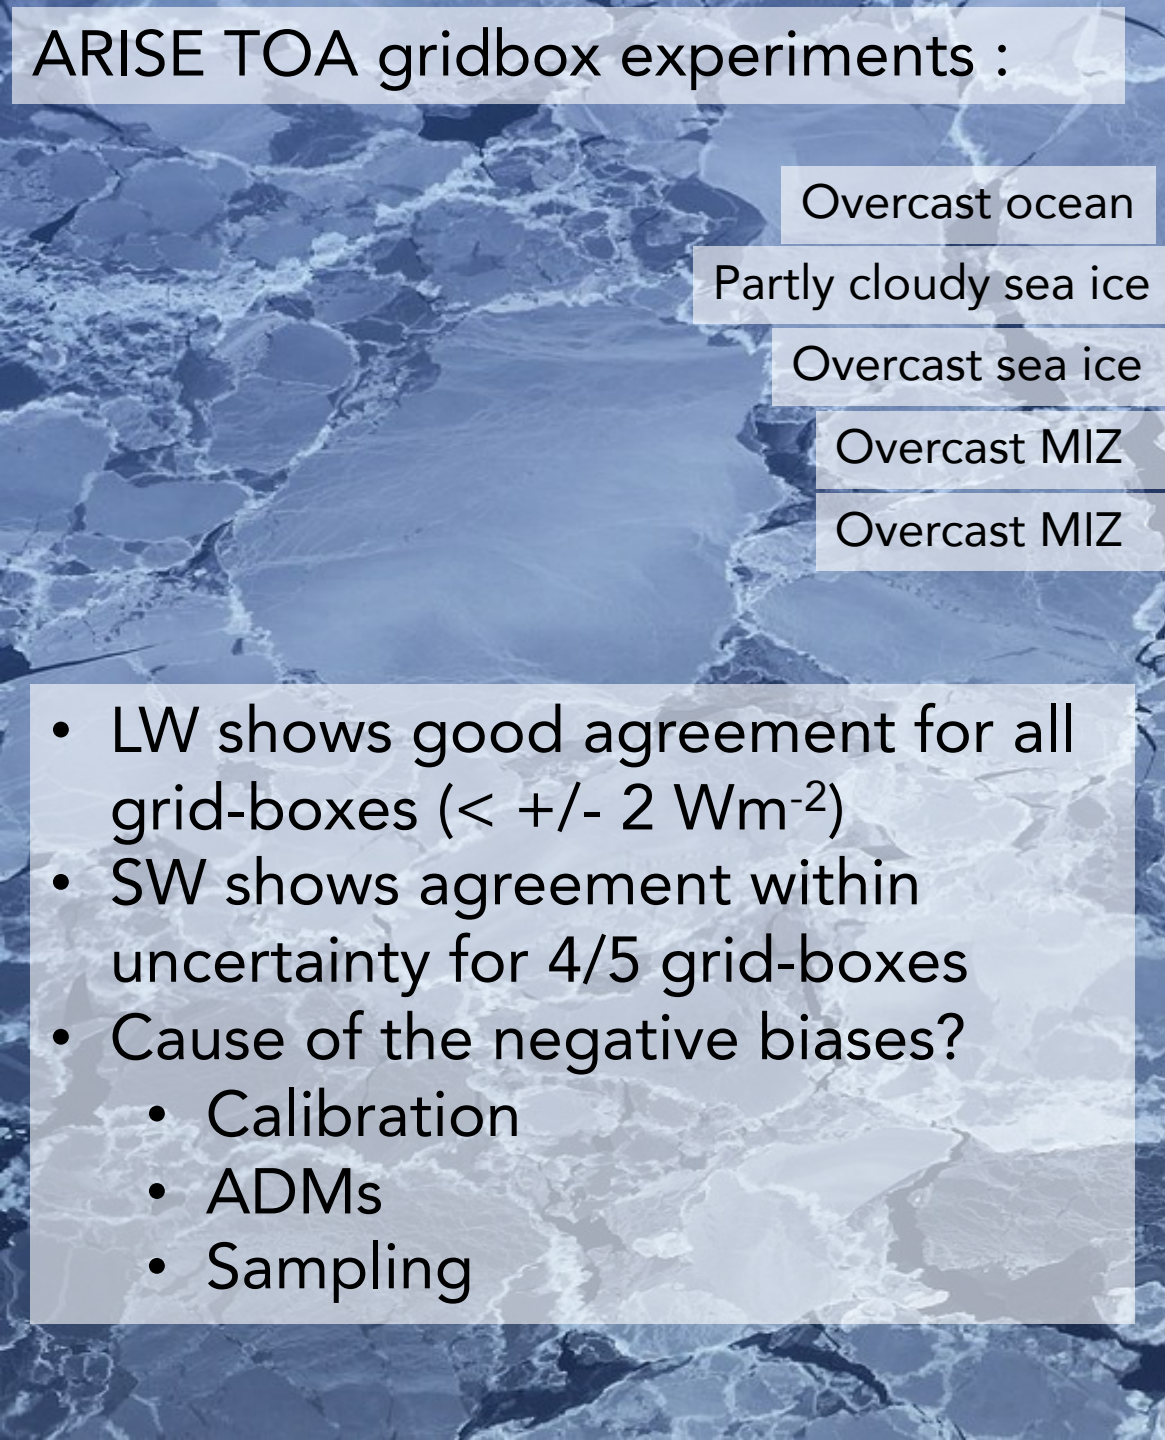 ARISE TOA gridbox experiments :
Overcast ocean
Partly cloudy sea ice
Overcast sea ice
Overcast MIZ
Overcast MIZ
• LW shows good agreement for all
grid-boxes (< +/- 2 Wm⁻²)
• SW shows agreement within
uncertainty for 4/5 grid-boxes
• Cause of the negative biases?
• Calibration
• ADMs
• Sampling